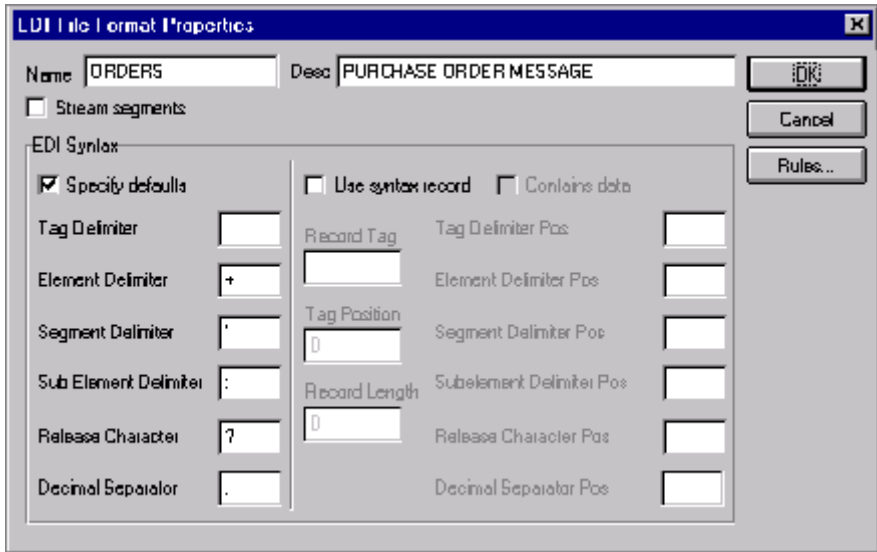 EDI File Format Properties
Name ORDERS Desc PURCHASE ORDER MESSAGE
OK
Stream segments
Cancel
EDI Syntax
Rules...
Specify defaults
Use syntax record Contains data
Tag Delimiter
Record Tag
Tag Delimiter Pos
Element Delimiter +
Element Delimiter Pos
Tag Position
Segment Delimiter '
0
Segment Delimiter Pos
Sub Element Delimiter :
Record Length
Subelement Delimiter Pos
0
Release Character ?
Release Character Pos
Decimal Separator .
Decimal Separator Pos